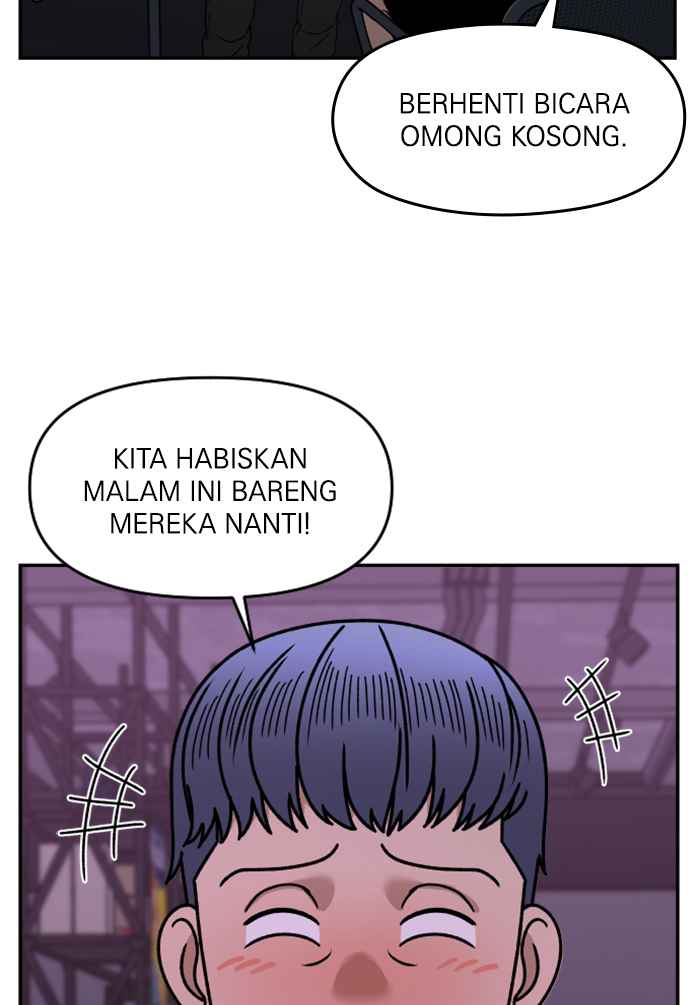 BERHENTI BICARA
OMONG KOSONG.
KITA HABISKAN
MALAM INI BARENG
MEREKA NANTI!